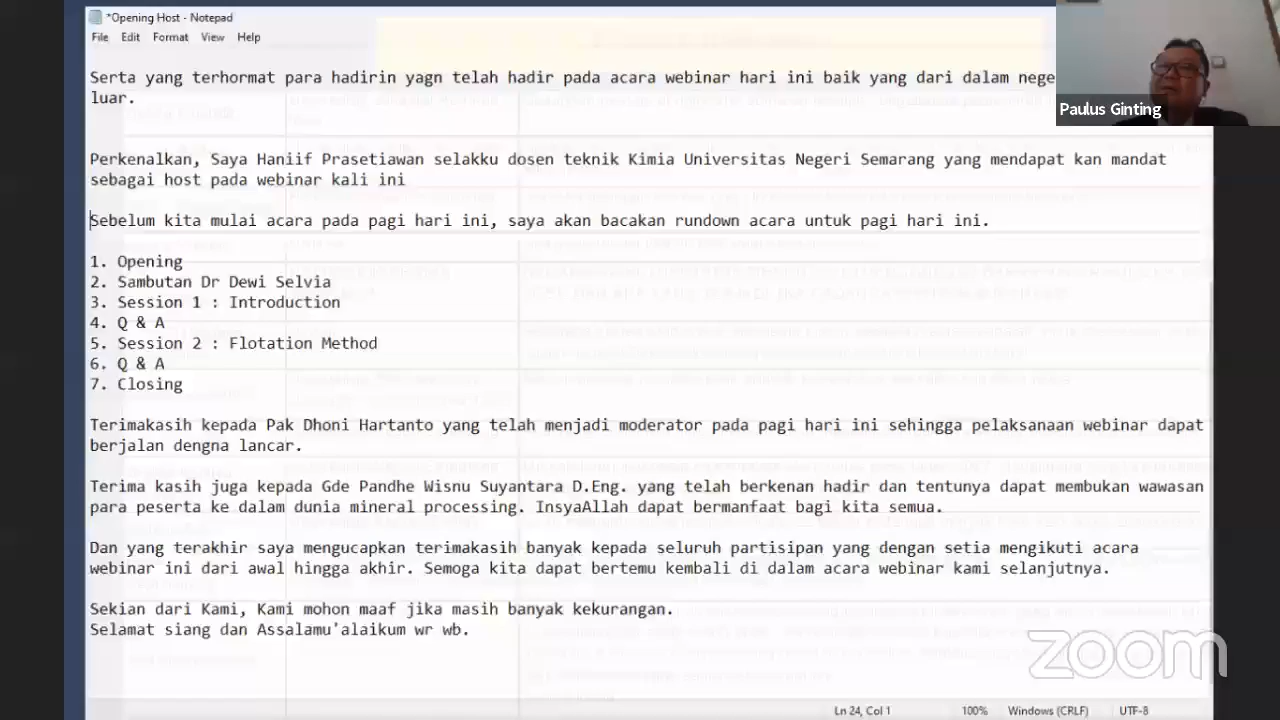 *Opening Host - Notepad
File Edit Format View Help
Serta yang terhormat para hadirin yagn telah hadir pada acara webinar hari ini baik yang dari dalam nege
luar.
Paulus Ginting
Perkenalkan, Saya Haniif Prasetiawan selakku dosen teknik Kimia Universitas Negeri Semarang yang mendapat kan mandat
sebagai host pada webinar kali ini
Sebelum kita mulai acara pada pagi hari ini, saya akan bacakan rundown acara untuk pagi hari ini.
1. Opening
2. Sambutan Dr Dewi Selvia
3. Session 1 : Introduction
4. Q & A
5. Session 2 : Flotation Method
6. Q & A
7. Closing
Terimakasih kepada Pak Dhoni Hartanto yang telah menjadi moderator pada pagi hari ini sehingga pelaksanaan webinar dapat
berjalan dengna lancar.
Terima kasih juga kepada Gde Pandhe Wisnu Suyantara D.Eng. yang telah berkenan hadir dan tentunya dapat membukan wawasan
para peserta ke dalam dunia mineral processing. InsyaAllah dapat bermanfaat bagi kita semua.
Dan yang terakhir saya mengucapkan terimakasih banyak kepada seluruh partisipan yang dengan setia mengikuti acara
webinar ini dari awal hingga akhir. Semoga kita dapat bertemu kembali di dalam acara webinar kami selanjutnya.
Sekian dari Kami, Kami mohon maaf jika masih banyak kekurangan.
Selamat siang dan Assalamu'alaikum wr wb.
zoom
Ln 24, Col 1 100% Windows (CRLF) UTF-8